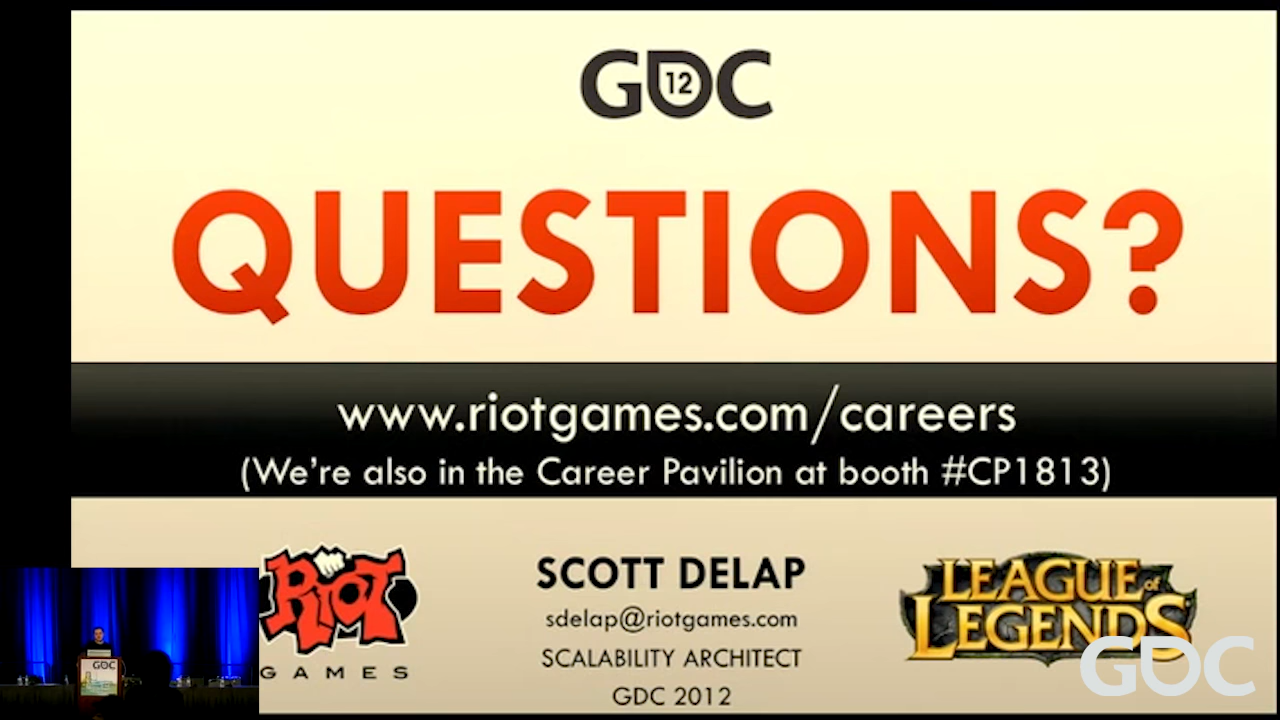 GDC 12
QUESTIONS?
www.riotgames.com/careers
(We're also in the Career Pavilion at booth #CP1813)
RIOT
GAMES
SCOTT DELAP
sdelap@riotgames.com
SCALABILITY ARCHITECT
GDC 2012
LEAGUE of
LEGENDS
GDC
GDC